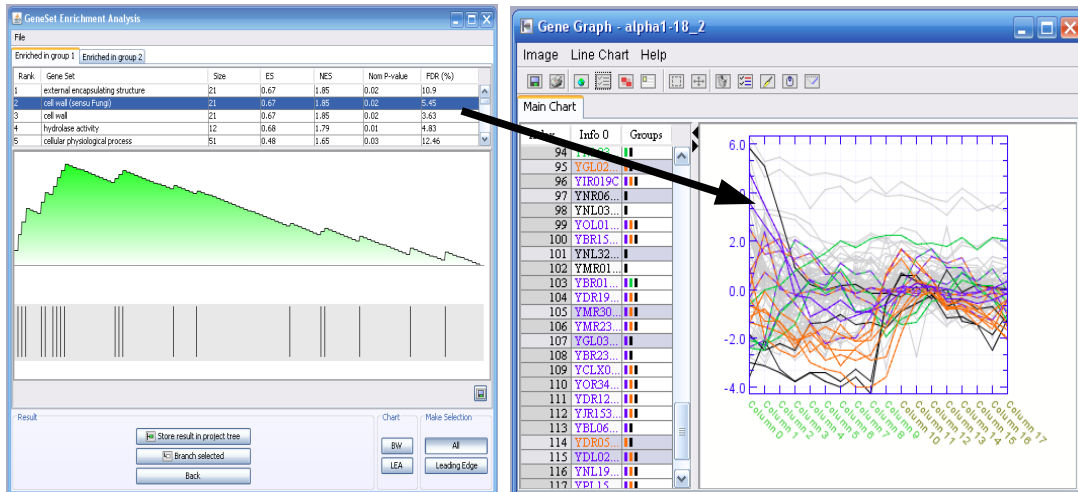 GeneSet Enrichment Analysis
File
Enriched in group 1 Enriched in group 2
Rank Gene Set Size ES NES Nom P-value FDR (%)
1 external encapsulating structure 21 0.67 1.85 0.02 10.9
2 cell wall (sensu Fungi) 21 0.67 1.85 0.02 5.45
3 cell wall 21 0.67 1.85 0.02 3.63
4 hydrolase activity 12 0.68 1.79 0.01 4.83
5 cellular physiological process 51 0.48 1.65 0.03 12.46
Result
Store result in project tree
Branch selected
Back
Chart
BW
LEA
Make Selection
All
Leading Edge
Gene Graph - alpha1-18_2
Image Line Chart Help
Main Chart
Info 0 Groups
94
95 YGL02...
96 YIR019C
97 YNR06...
98 YNL03...
99 YOL01...
100 YBR15...
101 YNL32...
102 YMR01...
103 YBR01...
104 YDR19...
105 YMR30...
106 YMR23...
107 YGL03...
108 YBR23...
109 YCLX0...
110 YOR34...
111 YDR12...
112 YJR153...
113 YBL06...
114 YDR05...
115 YDL02...
116 YNL19...
117 YPL15...
6.0
2.0
0.0
-2.0
-4.0
Column 0
Column 1
Column 2
Column 3
Column 4
Column 5
Column 6
Column 7
Column 8
Column 9
Column 10
Column 11
Column 12
Column 13
Column 14
Column 15
Column 16
Column 17